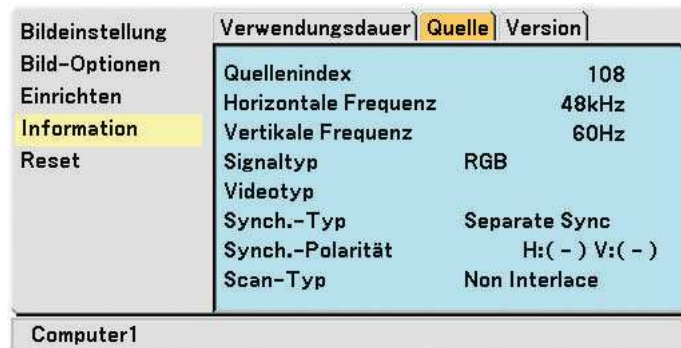 Bildeinstellung
Bild-Optionen
Einrichten
Information
Reset
Verwendungsdauer Quelle Version
Quellenindex 108
Horizontale Frequenz 48kHz
Vertikale Frequenz 60Hz
Signaltyp RGB
Videotyp
Synch.-Typ Separate Sync
Synch.-Polarität H:( - ) V:( - )
Scan-Typ Non Interlace
Computer1